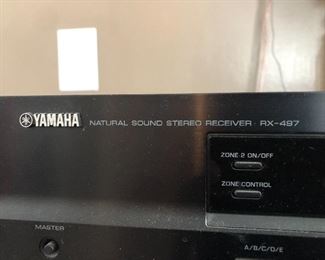 YAMAHA NATURAL SOUND STEREO RECEIVER RX-497
ZONE 2 ON/OFF
ZONE CONTROL
MASTER
A/B/C/D/E